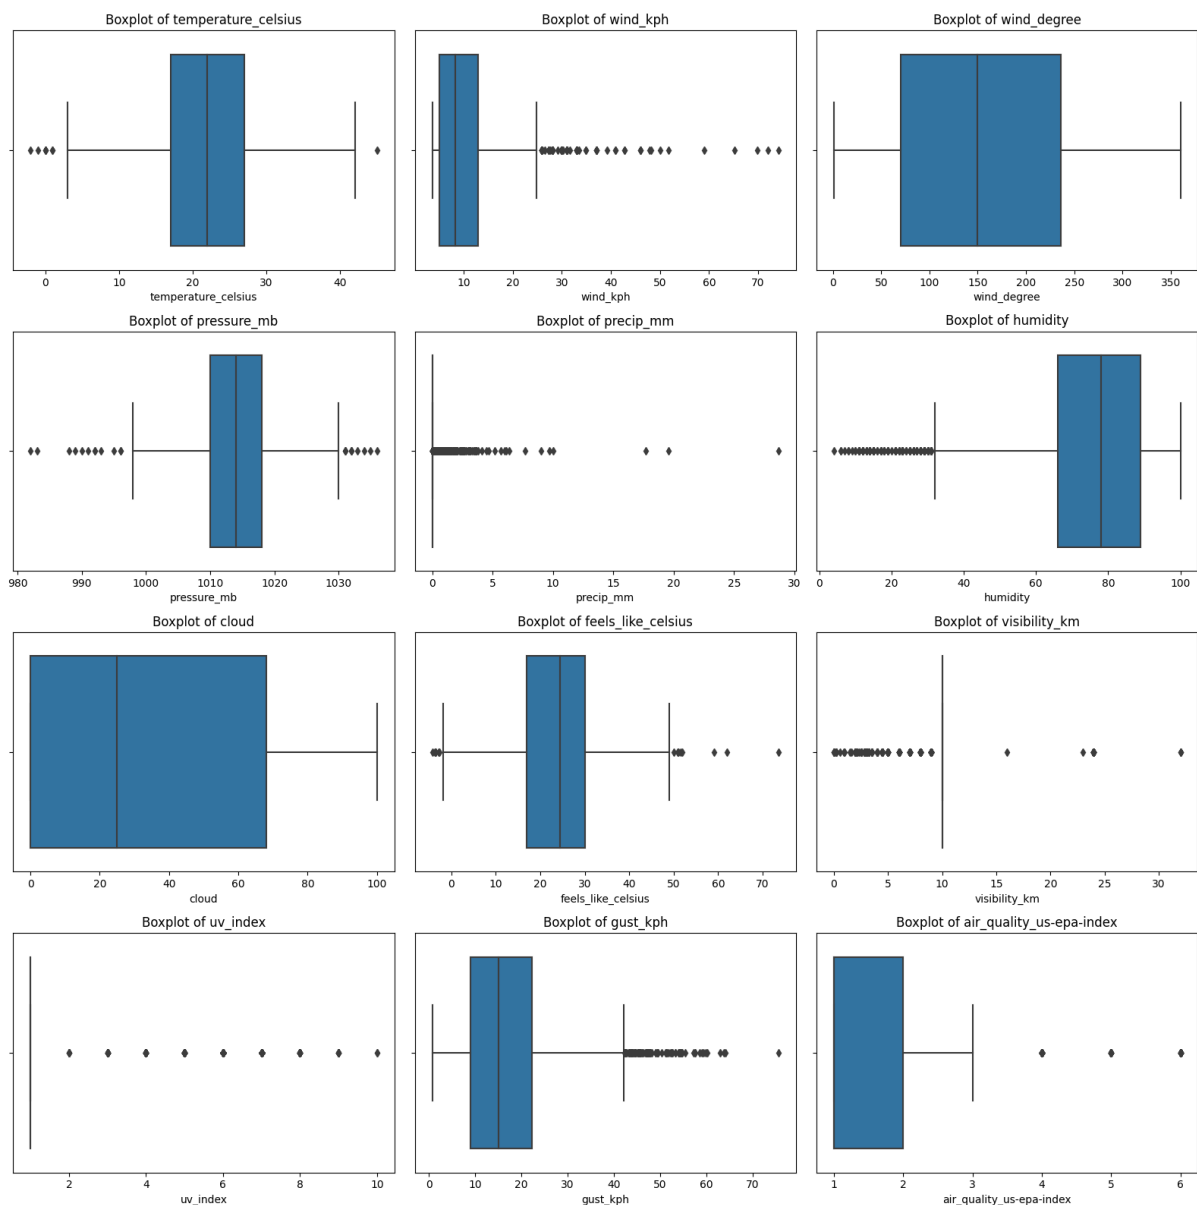 Boxplot of temperature_celsius
0 10 20 30 40
temperature_celsius
Boxplot of wind_kph
10 20 30 40 50 60 70
wind_kph
Boxplot of wind_degree
0 50 100 150 200 250 300 350
wind_degree
Boxplot of pressure_mb
980 990 1000 1010 1020 1030
pressure_mb
Boxplot of precip_mm
0 5 10 15 20 25 30
precip_mm
Boxplot of humidity
0 20 40 60 80 100
humidity
Boxplot of cloud
0 20 40 60 80 100
cloud
Boxplot of feels_like_celsius
0 10 20 30 40 50 60 70
feels_like_celsius
Boxplot of visibility_km
0 5 10 15 20 25 30
visibility_km
Boxplot of uv_index
2 4 6 8 10
uv_index
Boxplot of gust_kph
0 10 20 30 40 50 60 70
gust_kph
Boxplot of air_quality_us-epa-index
1 2 3 4 5 6
air_quality_us-epa-index